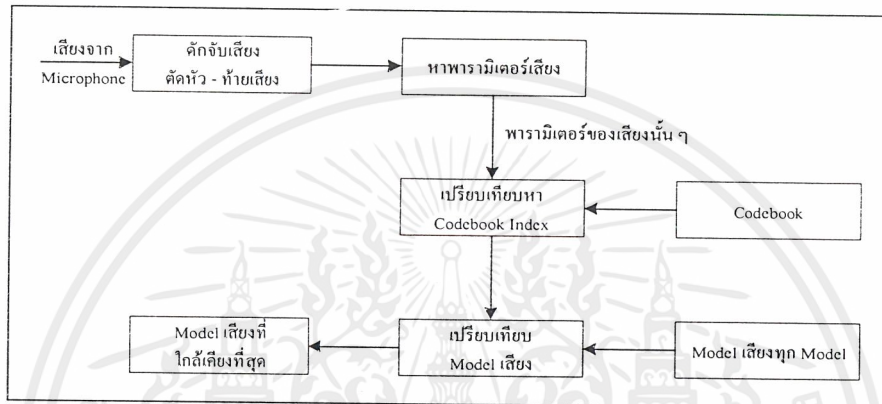 เสียงจาก
Microphone
ดักจับเสียง
ตัดหัว - ท้ายเสียง
หาพารามิเตอร์เสียง
พารามิเตอร์ของเสียงนั้น ๆ
เปรียบเทียบหา
Codebook Index
Codebook
เปรียบเทียบ
Model เสียง
Model เสียงทุก Model
Model เสียงที่
ใกล้เคียงที่สุด